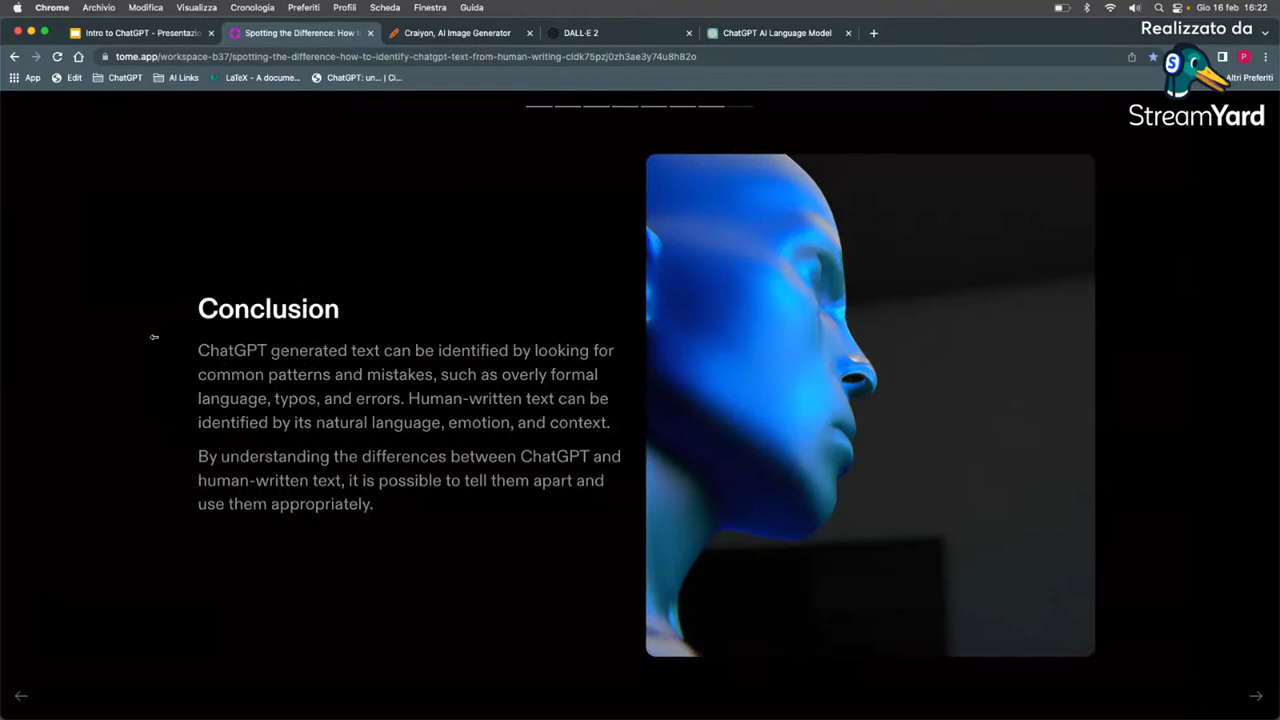 Chrome Archivio Modifica Visualizza Cronologia Preferiti Profili Scheda Finestra Guida Gio 16 feb 16:22
Intro to ChatGPT - Presentazio Spotting the Difference: How t Craiyon, AI Image Generator DALL·E 2 ChatGPT AI Language Model
Realizzato da
tome.app/workspace-b37/spotting-the-difference-how-to-identify-chatgpt-text-from-human-writing-cldk75pzj0zh3ae3y74u8h82o
P
App Edit ChatGPT AI Links LaTeX - A docume... ChatGPT: un... | Ci... Altri Preferiti
S
StreamYard
Conclusion
ChatGPT generated text can be identified by looking for
common patterns and mistakes, such as overly formal
language, typos, and errors. Human-written text can be
identified by its natural language, emotion, and context.
By understanding the differences between ChatGPT and
human-written text, it is possible to tell them apart and
use them appropriately.